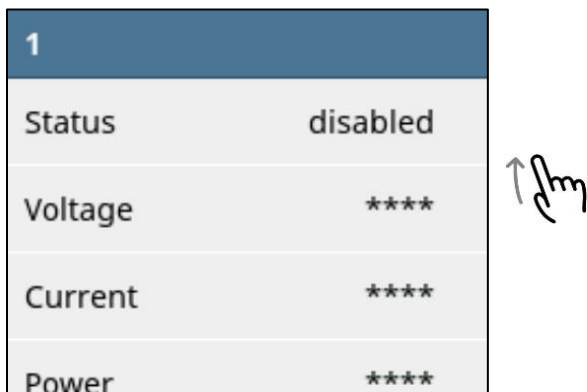 1
Status disabled
Voltage ****
Current ****
Power ****